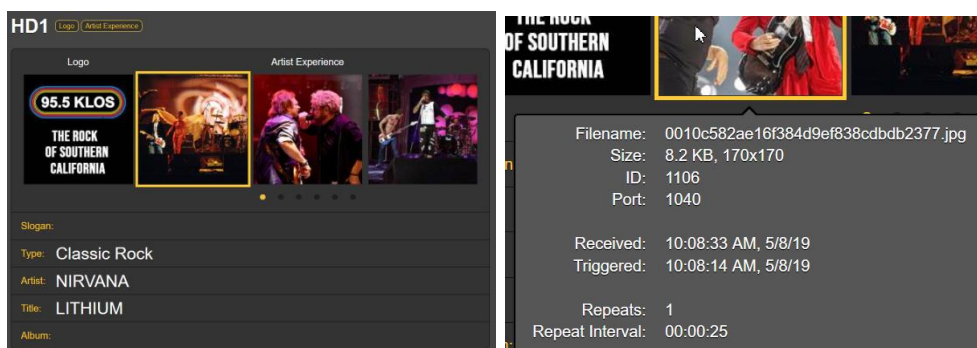 HD1 Logo Artist Experience
Logo Artist Experience
95.5 KLOS
THE ROCK
OF SOUTHERN
CALIFORNIA
Slogan:
Type: Classic Rock
Artist: NIRVANA
Title: LITHIUM
Album:
THE ROCK
OF SOUTHERN
CALIFORNIA
Filename: 0010c582ae16f384d9ef838cdbdb2377.jpg
Size: 8.2 KB, 170x170
ID: 1106
Port: 1040
Received: 10:08:33 AM, 5/8/19
Triggered: 10:08:14 AM, 5/8/19
Repeats: 1
Repeat Interval: 00:00:25